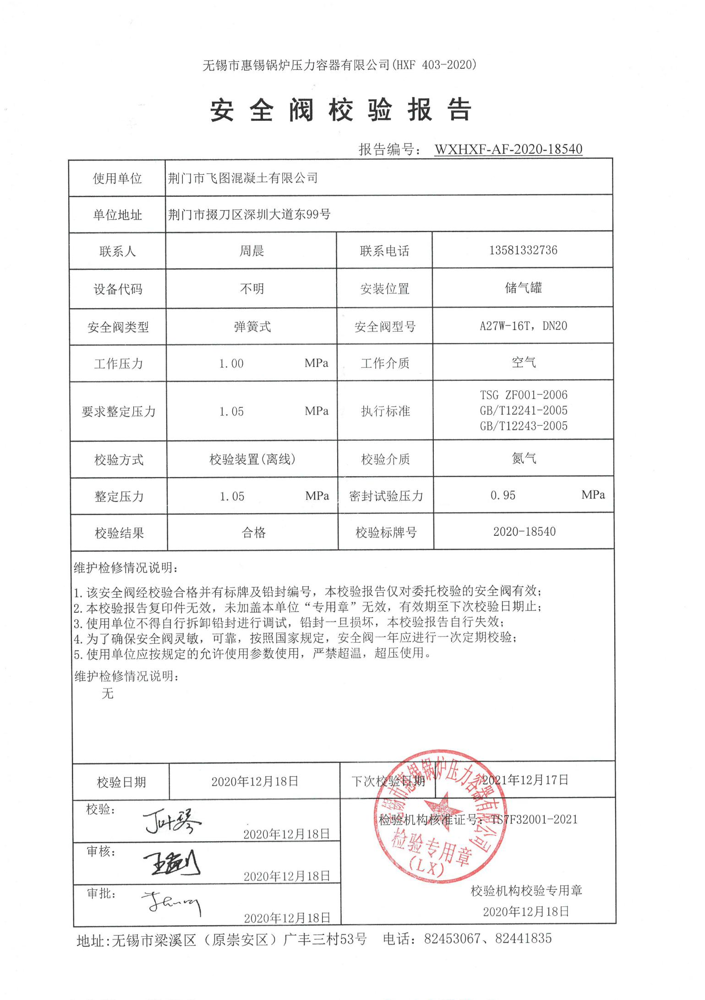 无锡市惠锡锅炉压力容器有限公司(HXF 403-2020)
安全阀校验报告
报告编号： WXHXF-AF-2020-18540
使用单位 荆门市飞图混凝土有限公司
单位地址 荆门市掇刀区深圳大道东99号
联系人 周晨 联系电话 13581332736
设备代码 不明 安装位置 储气罐
安全阀类型 弹簧式 安全阀型号 A27W-16T，DN20
工作压力 1.00 MPa 工作介质 空气
要求整定压力 1.05 MPa 执行标准 TSG ZF001-2006
GB/T12241-2005
GB/T12243-2005
校验方式 校验装置(离线) 校验介质 氮气
整定压力 1.05 MPa 密封试验压力 0.95 MPa
校验结果 合格 校验标牌号 2020-18540
维护检修情况说明：
1.该安全阀经校验合格并有标牌及铅封编号，本校验报告仅对委托校验的安全阀有效；
2.本校验报告复印件无效，未加盖本单位“专用章”无效，有效期至下次校验日期止；
3.使用单位不得自行拆卸铅封进行调试，铅封一旦损坏，本校验报告自行失效；
4.为了确保安全阀灵敏，可靠，按照国家规定，安全阀一年应进行一次定期校验；
5.使用单位应按规定的允许使用参数使用，严禁超温，超压使用。
维护检修情况说明：
无
校验日期 2020年12月18日 下次校验日期 2021年12月17日
校验： 丁叶琴 2020年12月18日
审核： 2020年12月18日
审批： 2020年12月18日
检验机构核准证号：TS7F32001-2021
无锡市惠锡锅炉压力容器有限公司
检验专用章
(LX)
校验机构校验专用章
2020年12月18日
地址:无锡市梁溪区（原崇安区）广丰三村53号 电话：82453067、82441835